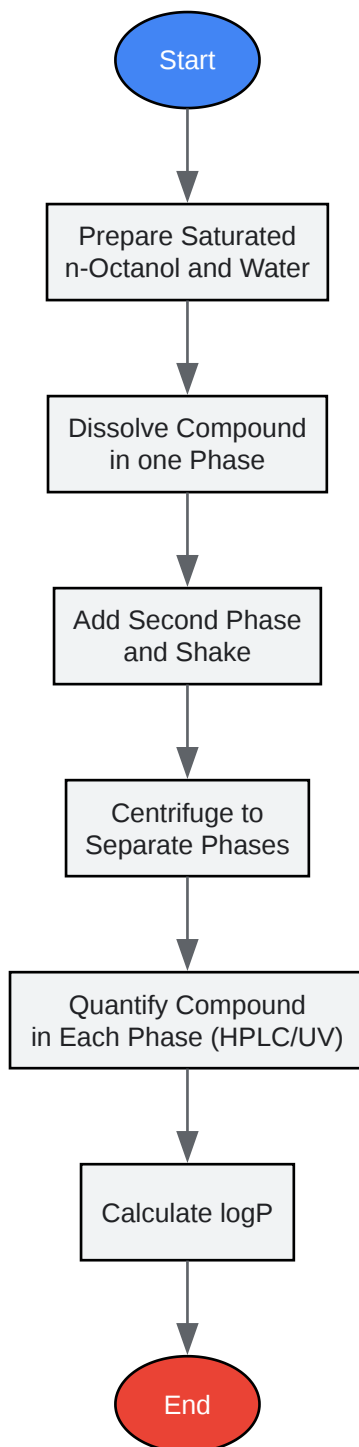 Start
Prepare Saturated
n-Octanol and Water
Dissolve Compound
in one Phase
Add Second Phase
and Shake
Centrifuge to
Separate Phases
Quantify Compound
in Each Phase (HPLC/UV)
Calculate logP
End